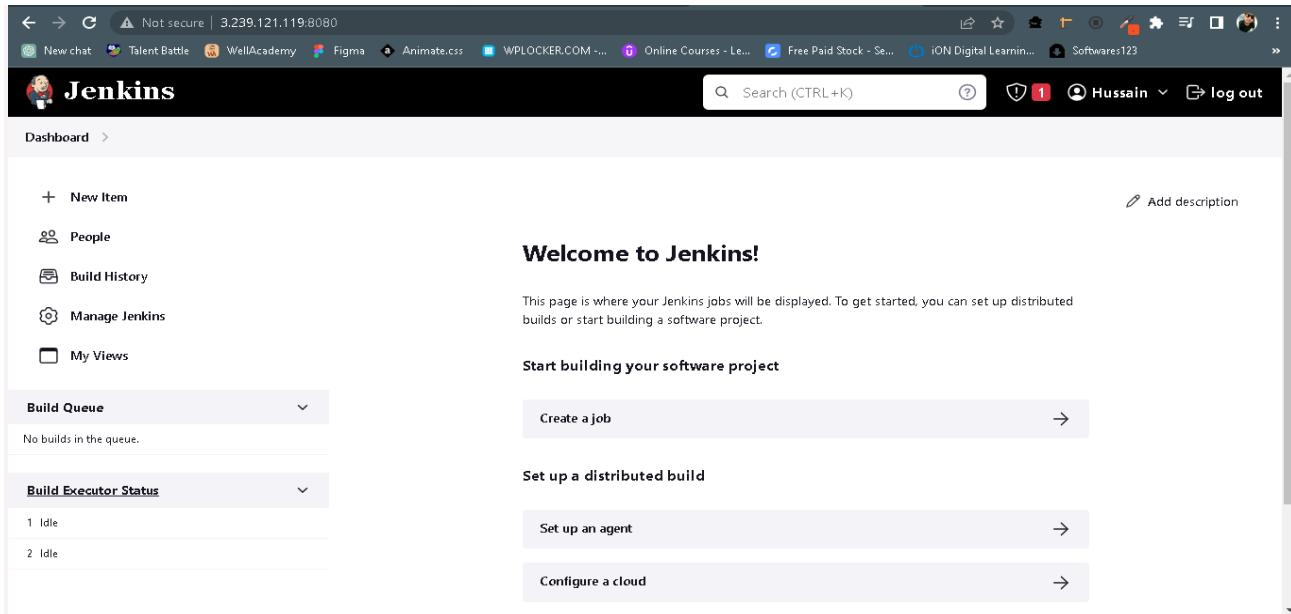 Not secure | 3.239.121.119:8080
New chat Talent Battle WellAcademy Figma Animate.css WPLOCKER.COM -... Online Courses - Le... Free Paid Stock - Se... iON Digital Learnin... Softwares123 »
Jenkins Search (CTRL+K) 1 Hussain log out
Dashboard
New Item
Add description
People
Welcome to Jenkins!
Build History
This page is where your Jenkins jobs will be displayed. To get started, you can set up distributed
builds or start building a software project.
Manage Jenkins
My Views
Start building your software project
Build Queue
Create a job
No builds in the queue.
Set up a distributed build
Build Executor Status
1 Idle
Set up an agent
2 Idle
Configure a cloud